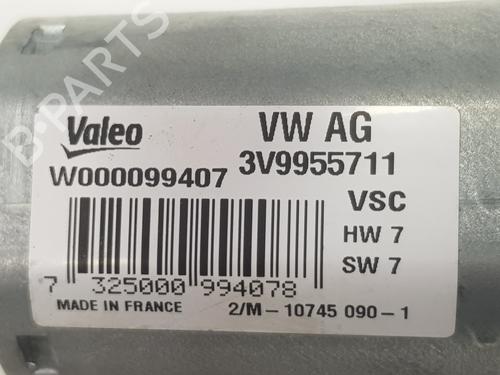 B-PARTS
Valeo
VW AG
W000099407
3V9955711
VSC
HW 7
SW 7
7 325000 994078
MADE IN FRANCE
2/M-10745 090-1